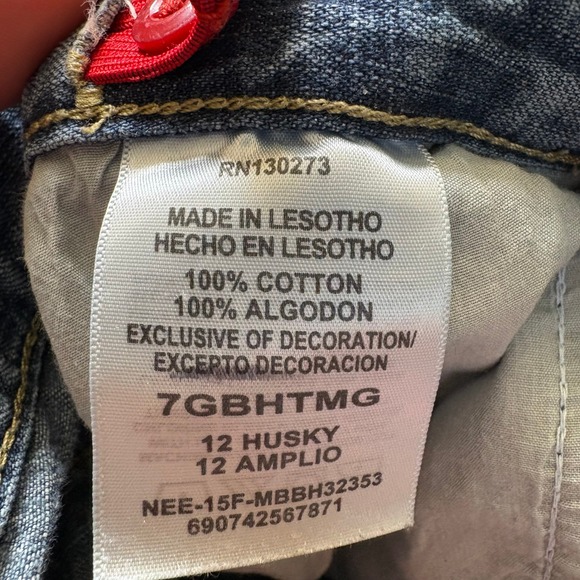 RN130273
MADE IN LESOTHO
HECHO EN LESOTHO
100% COTTON
100% ALGODON
EXCLUSIVE OF DECORATION/
EXCEPTO DECORACION
7GBHTMG
12 HUSKY
12 AMPLIO
NEE-15F-MBBH32353
690742567871